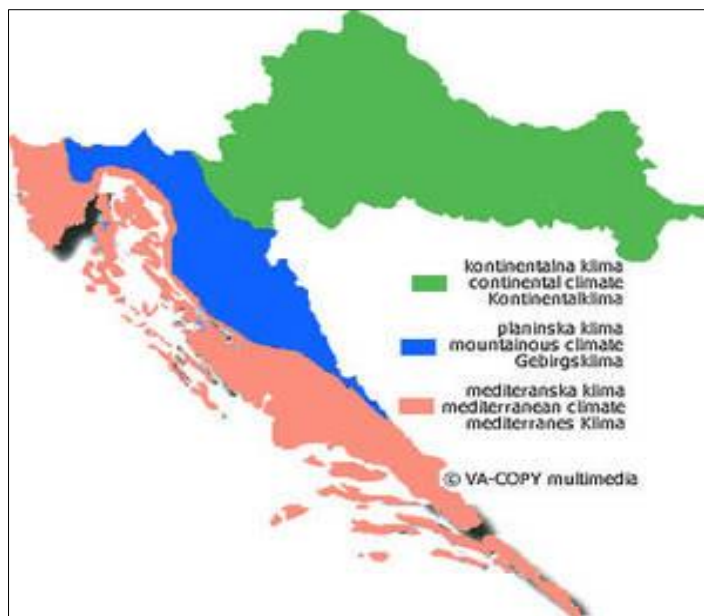 kontinentalna klima
continental climate
Kontinentalklima
planinska klima
mountainous climate
Gebirgsklima
mediteranska klima
mediterranean climate
mediterranes Klima
© VA-COPY multimedia